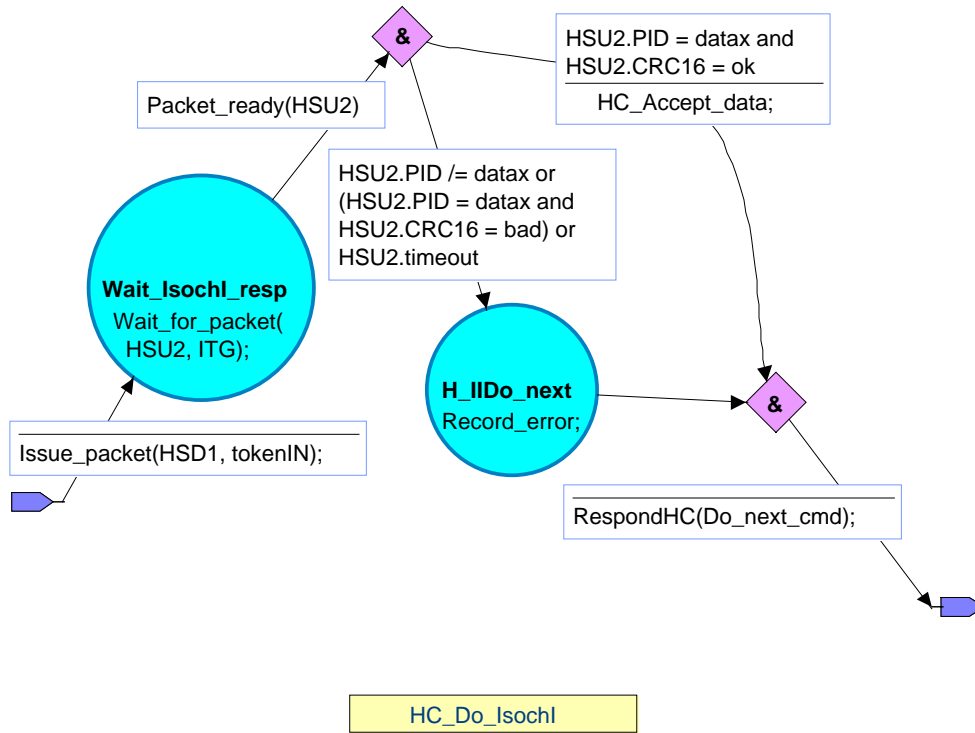 &
HSU2.PID = datax and
HSU2.CRC16 = ok
HC_Accept_data;
Packet_ready(HSU2)
HSU2.PID /= datax or
(HSU2.PID = datax and
HSU2.CRC16 = bad) or
HSU2.timeout
Wait_IsochI_resp
Wait_for_packet(
HSU2, ITG);
H_IIDo_next
Record_error;
&
Issue_packet(HSD1, tokenIN);
RespondHC(Do_next_cmd);
HC_Do_IsochI